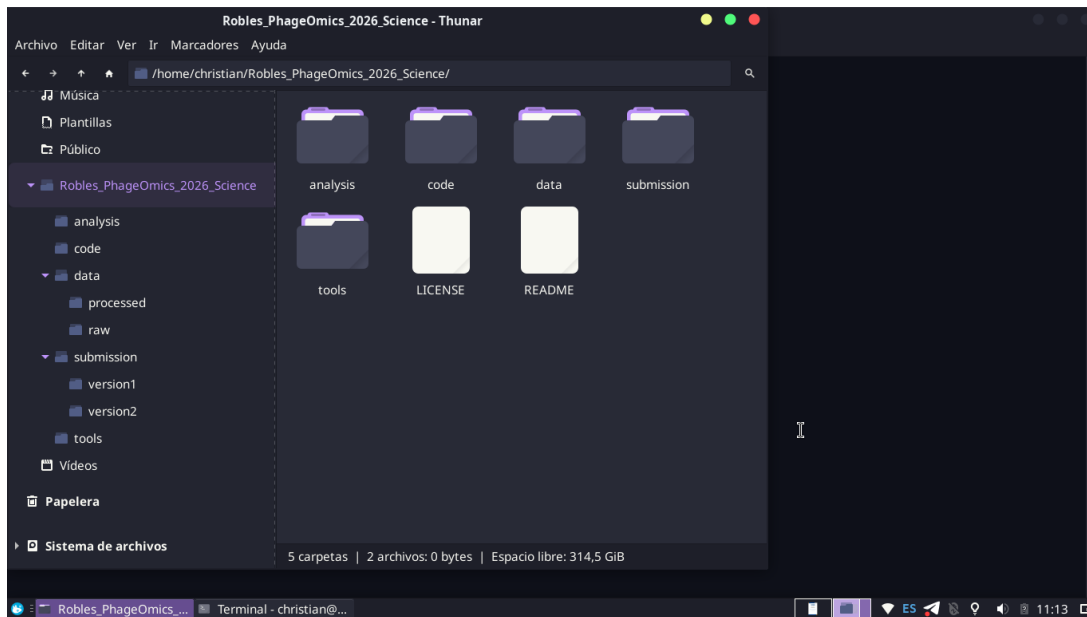 Robles_PhageOmics_2026_Science - Thunar
Archivo Editar Ver Ir Marcadores Ayuda
/home/christian/Robles_PhageOmics_2026_Science/
Música
Plantillas
Público
Robles_PhageOmics_2026_Science
analysis
code
data
processed
raw
submission
version1
version2
tools
Vídeos
Papelera
Sistema de archivos
analysis code data submission
tools LICENSE README
5 carpetas | 2 archivos: 0 bytes | Espacio libre: 314,5 GiB
Robles_PhageOmics_... Terminal - christian@... ES 11:13